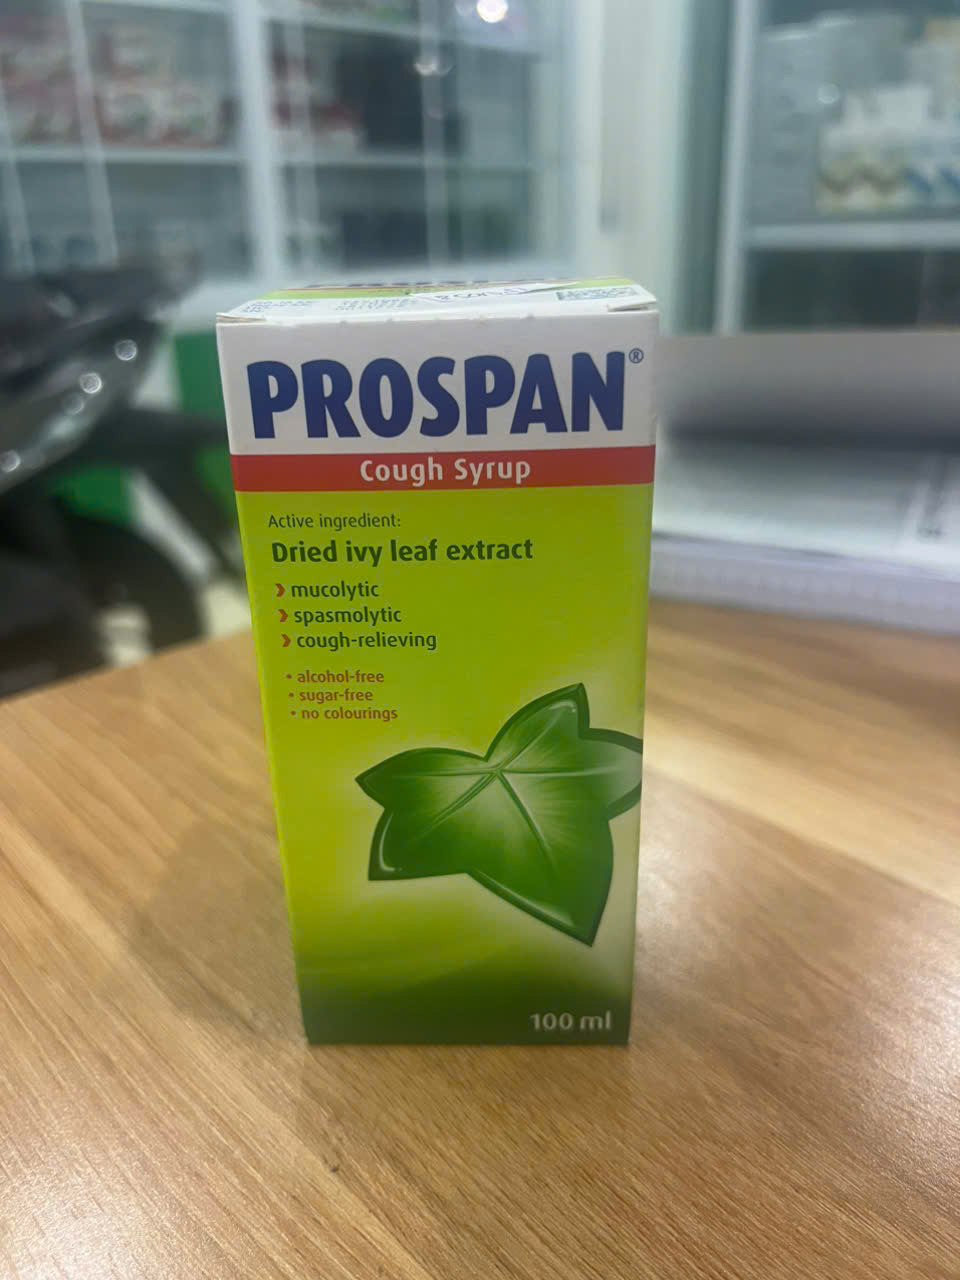 PROSPAN®
Cough Syrup
Active ingredient:
Dried ivy leaf extract
› mucolytic
› spasmolytic
› cough-relieving
• alcohol-free
• sugar-free
• no colourings
100 ml